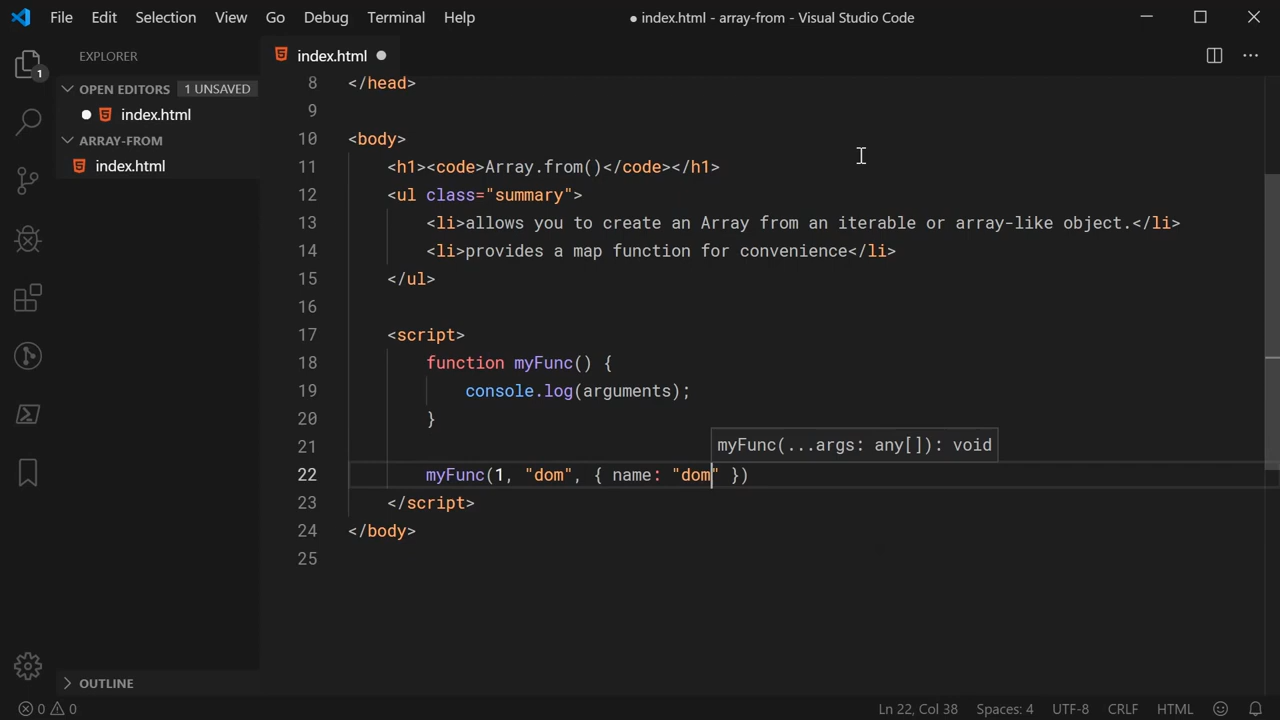 File Edit Selection View Go Debug Terminal Help
● index.html - array-from - Visual Studio Code
EXPLORER
OPEN EDITORS 1 UNSAVED
index.html
ARRAY-FROM
index.html
OUTLINE
1
index.html
8 </head>
9
10 <body>
11 <h1><code>Array.from()</code></h1>
12 <ul class="summary">
13 <li>allows you to create an Array from an iterable or array-like object.</li>
14 <li>provides a map function for convenience</li>
15 </ul>
16
17 <script>
18 function myFunc() {
19 console.log(arguments);
20 }
21
myFunc(...args: any[]): void
22 myFunc(1, "dom", { name: "dom" })
23 </script>
24 </body>
25
0 0 Ln 22, Col 38 Spaces: 4 UTF-8 CRLF HTML